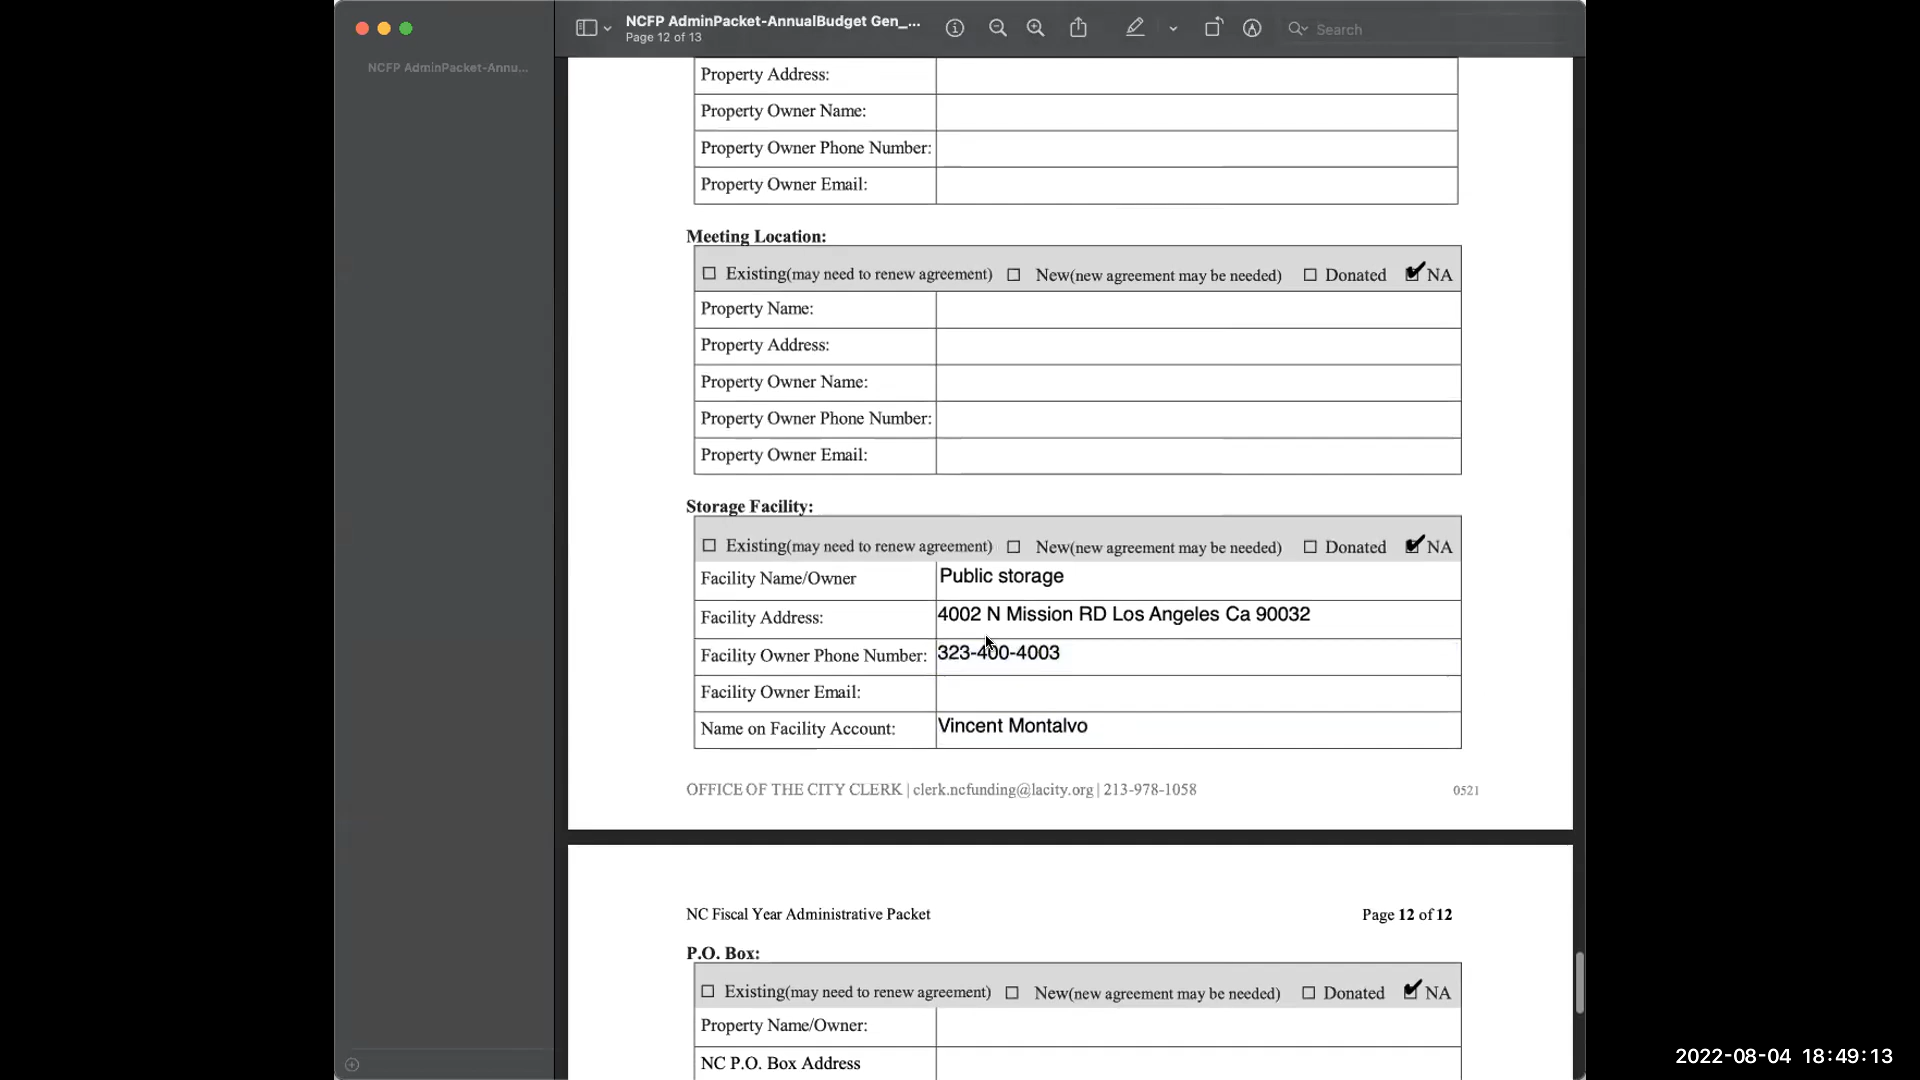 NCFP AdminPacket-AnnualBudget Gen_...
Page 12 of 13
Search
NCFP AdminPacket-Annu...
Property Address:
Property Owner Name:
Property Owner Phone Number:
Property Owner Email:
Meeting Location:
☐ Existing(may need to renew agreement) ☐ New(new agreement may be needed) ☐ Donated ☑ NA
Property Name:
Property Address:
Property Owner Name:
Property Owner Phone Number:
Property Owner Email:
Storage Facility:
☐ Existing(may need to renew agreement) ☐ New(new agreement may be needed) ☐ Donated ☑ NA
Facility Name/Owner Public storage
Facility Address: 4002 N Mission RD Los Angeles Ca 90032
Facility Owner Phone Number: 323-400-4003
Facility Owner Email:
Name on Facility Account: Vincent Montalvo
OFFICE OF THE CITY CLERK | clerk.ncfunding@lacity.org | 213-978-1058 0521
NC Fiscal Year Administrative Packet Page 12 of 12
P.O. Box:
☐ Existing(may need to renew agreement) ☐ New(new agreement may be needed) ☐ Donated ☑ NA
Property Name/Owner:
NC P.O. Box Address
2022-08-04 18:49:13